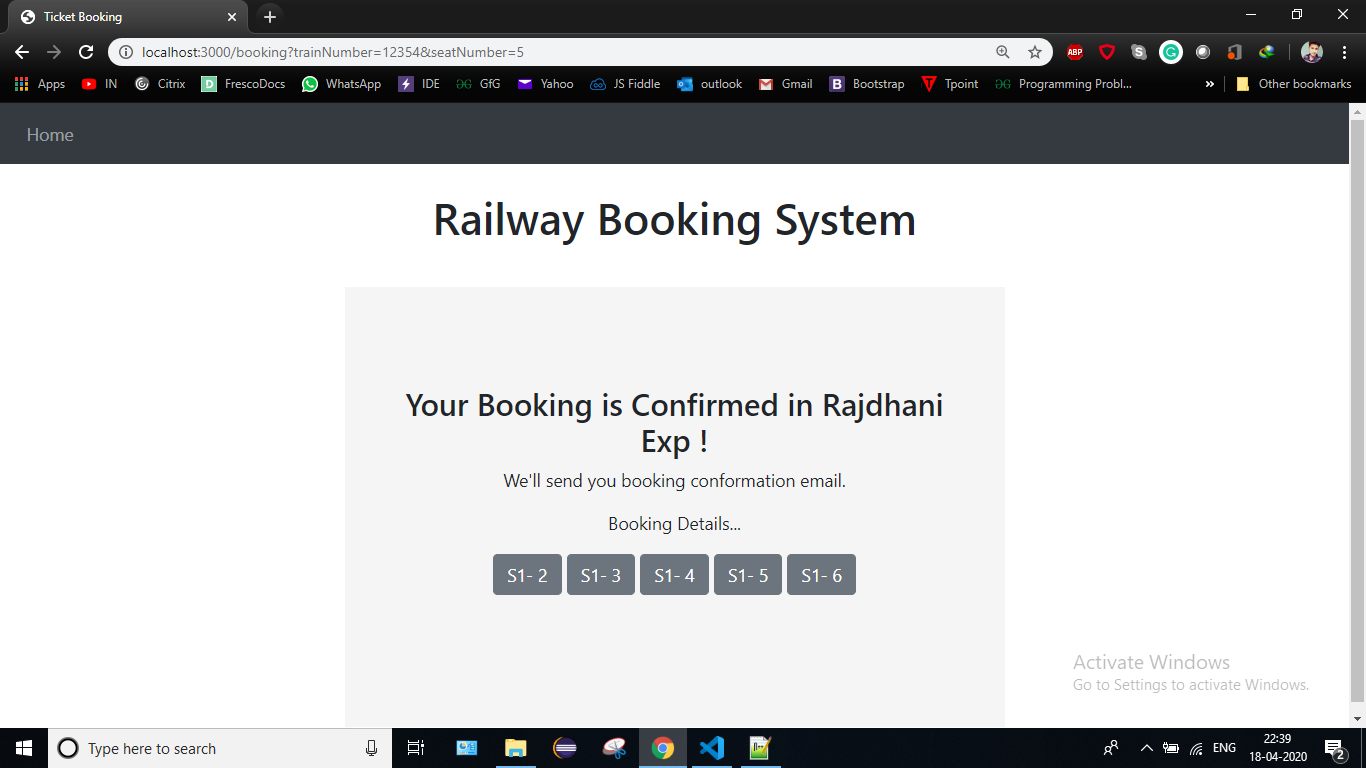 Ticket Booking
localhost:3000/booking?trainNumber=12354&seatNumber=5
Apps IN Citrix FrescoDocs WhatsApp IDE GfG Yahoo JS Fiddle outlook Gmail Bootstrap Tpoint Programming Probl... » Other bookmarks
Home
Railway Booking System
Your Booking is Confirmed in Rajdhani
Exp !
We'll send you booking conformation email.
Booking Details...
S1- 2 S1- 3 S1- 4 S1- 5 S1- 6
Activate Windows
Go to Settings to activate Windows.
Type here to search
ENG
22:39
18-04-2020
2